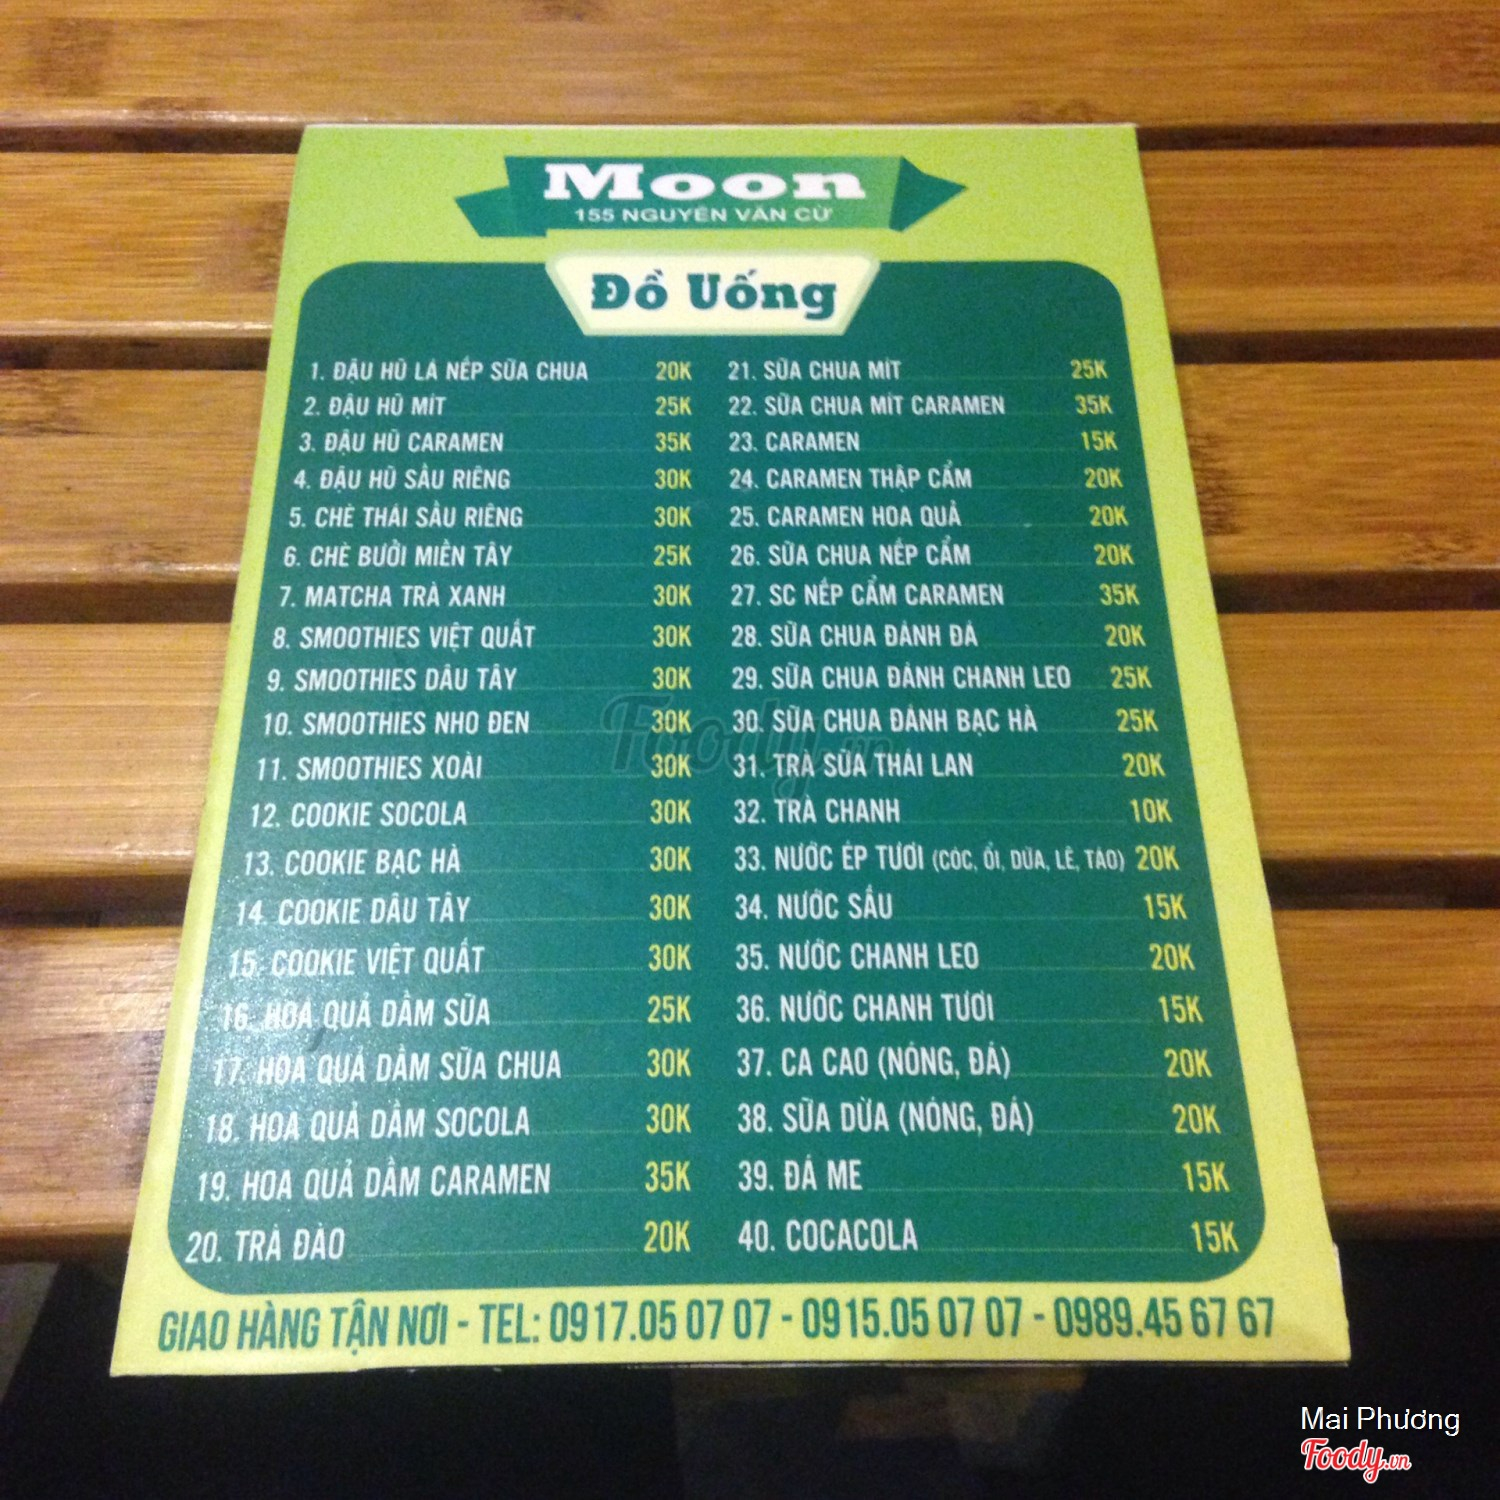 Moon
155 NGUYỄN VĂN CỪ
Đồ Uống
1. ĐẬU HŨ LÁ NẾP SỮA CHUA 20K
2. ĐẬU HŨ MÍT 25K
3. ĐẬU HŨ CARAMEN 35K
4. ĐẬU HŨ SẦU RIÊNG 30K
5. CHÈ THÁI SẦU RIÊNG 30K
6. CHÈ BƯỞI MIỀN TÂY 25K
7. MATCHA TRÀ XANH 30K
8. SMOOTHIES VIỆT QUẤT 30K
9. SMOOTHIES DÂU TÂY 30K
10. SMOOTHIES NHO ĐEN 30K
11. SMOOTHIES XOÀI 30K
12. COOKIE SOCOLA 30K
13. COOKIE BẠC HÀ 30K
14. COOKIE DÂU TÂY 30K
15. COOKIE VIỆT QUẤT 30K
16. HOA QUẢ DẦM SỮA 25K
17. HOA QUẢ DẦM SỮA CHUA 30K
18. HOA QUẢ DẦM SOCOLA 30K
19. HOA QUẢ DẦM CARAMEN 35K
20. TRÀ ĐÀO 20K
21. SỮA CHUA MÍT 25K
22. SỮA CHUA MÍT CARAMEN 35K
23. CARAMEN 15K
24. CARAMEN THẬP CẨM 20K
25. CARAMEN HOA QUẢ 20K
26. SỮA CHUA NẾP CẨM 20K
27. SC NẾP CẨM CARAMEN 35K
28. SỮA CHUA ĐÁNH ĐÁ 20K
29. SỮA CHUA ĐÁNH CHANH LEO 25K
30. SỮA CHUA ĐÁNH BẠC HÀ 25K
31. TRÀ SỮA THÁI LAN 20K
32. TRÀ CHANH 10K
33. NƯỚC ÉP TƯƠI (CÓC, ỔI, DỨA, LÊ, TÁO) 20K
34. NƯỚC SẤU 15K
35. NƯỚC CHANH LEO 20K
36. NƯỚC CHANH TƯƠI 15K
37. CA CAO (NÓNG, ĐÁ) 20K
38. SỮA DỪA (NÓNG, ĐÁ) 20K
39. ĐÁ ME 15K
40. COCACOLA 15K
GIAO HÀNG TẬN NƠI - TEL: 0917.05 07 07 - 0915.05 07 07 - 0989.45 67 67
Foody.vn
Mai Phương
Foody.vn